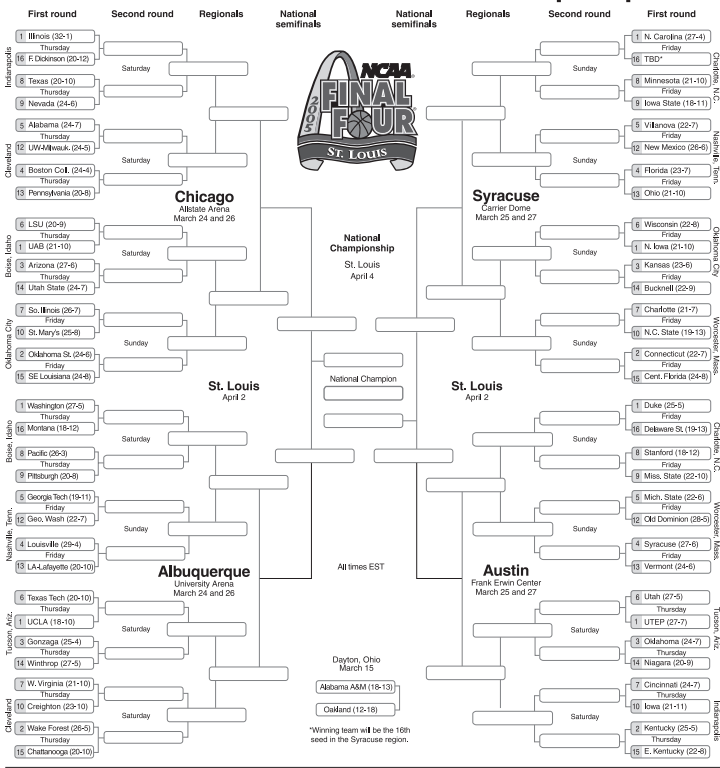 First round
Second round
Regionals
National
semifinals
National
semifinals
Regionals
Second round
First round
Indianapolis
1 Illinois (32-1)
Thursday
16 F. Dickinson (20-12)
Saturday
8 Texas (20-10)
Thursday
9 Nevada (24-6)
Cleveland
5 Alabama (24-7)
Thursday
12 UW-Milwauk. (24-5)
Saturday
4 Boston Coll. (24-4)
Thursday
13 Pennsylvania (20-8)
Chicago
Allstate Arena
March 24 and 26
Boise, Idaho
6 LSU (20-9)
Thursday
1 UAB (21-10)
Saturday
3 Arizona (27-6)
Thursday
14 Utah State (24-7)
Oklahoma City
7 So. Illinois (26-7)
Friday
10 St. Mary's (25-8)
Sunday
2 Oklahoma St. (24-6)
Friday
15 SE Louisiana (24-8)
St. Louis
April 2
Boise, Idaho
1 Washington (27-5)
Thursday
16 Montana (18-12)
Saturday
8 Pacific (26-3)
Thursday
9 Pittsburgh (20-8)
Nashville, Tenn.
5 Georgia Tech (19-11)
Friday
12 Geo. Wash (22-7)
Sunday
4 Louisville (29-4)
Friday
13 LA-Lafayette (20-10)
Albuquerque
University Arena
March 24 and 26
Tucson, Ariz.
6 Texas Tech (20-10)
Thursday
1 UCLA (18-10)
Saturday
3 Gonzaga (25-4)
Thursday
14 Winthrop (27-5)
Cleveland
7 W. Virginia (21-10)
Thursday
10 Creighton (23-10)
Saturday
2 Wake Forest (26-5)
Thursday
15 Chattanooga (20-10)
NCAA
2005
FINAL
FOUR
ST. LOUIS
National
Championship
St. Louis
April 4
National Champion
All times EST
Dayton, Ohio
March 15
Alabama A&M (18-13)
Oakland (12-18)
*Winning team will be the 16th
seed in the Syracuse region.
1 N. Carolina (27-4)
Friday
16 TBD*
Charlotte, N.C.
Sunday
8 Minnesota (21-10)
Friday
9 Iowa State (18-11)
5 Villanova (22-7)
Friday
12 New Mexico (26-6)
Nashville, Tenn.
Sunday
4 Florida (23-7)
Friday
13 Ohio (21-10)
Syracuse
Carrier Dome
March 25 and 27
6 Wisconsin (22-8)
Friday
1 N. Iowa (21-10)
Oklahoma City
Sunday
3 Kansas (23-6)
Friday
14 Bucknell (22-9)
7 Charlotte (21-7)
Friday
10 N.C. State (19-13)
Worcester, Mass.
Sunday
2 Connecticut (22-7)
Friday
15 Cent. Florida (24-8)
St. Louis
April 2
1 Duke (25-5)
Friday
16 Delaware St. (19-13)
Charlotte, N.C.
Sunday
8 Stanford (18-12)
Friday
9 Miss. State (22-10)
5 Mich. State (22-6)
Friday
12 Old Dominion (28-5)
Worcester, Mass.
Sunday
4 Syracuse (27-6)
Friday
13 Vermont (24-6)
Austin
Frank Erwin Center
March 25 and 27
6 Utah (27-5)
Thursday
1 UTEP (27-7)
Tucson, Ariz.
Saturday
3 Oklahoma (24-7)
Thursday
14 Niagara (20-9)
7 Cincinnati (24-7)
Thursday
10 Iowa (21-11)
Indianapolis
Saturday
2 Kentucky (25-5)
Thursday
15 E. Kentucky (22-8)